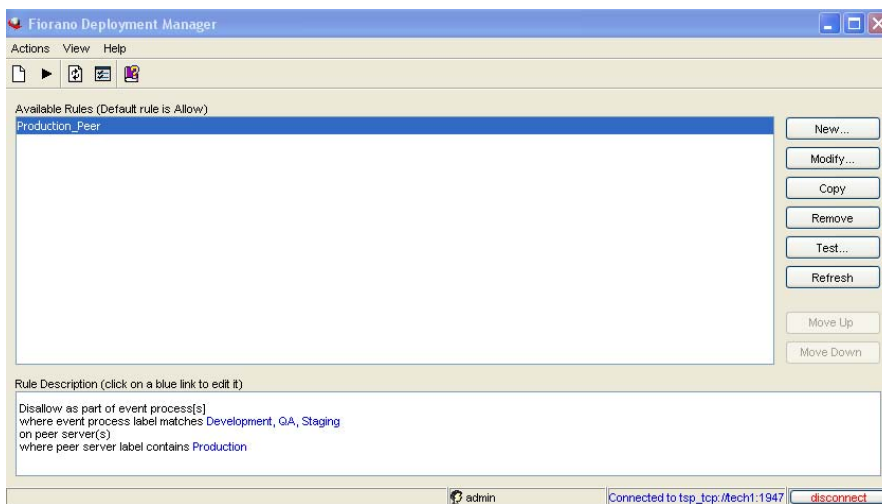 Fiorano Deployment Manager
Actions View Help
Available Rules (Default rule is Allow)
Production_Peer
New...
Modify...
Copy
Remove
Test...
Refresh
Move Up
Move Down
Rule Description (click on a blue link to edit it)
Disallow as part of event process[s]
where event process label matches Development, QA, Staging
on peer server(s)
where peer server label contains Production
admin
Connected to tsp_tcp://tech1:1947
disconnect